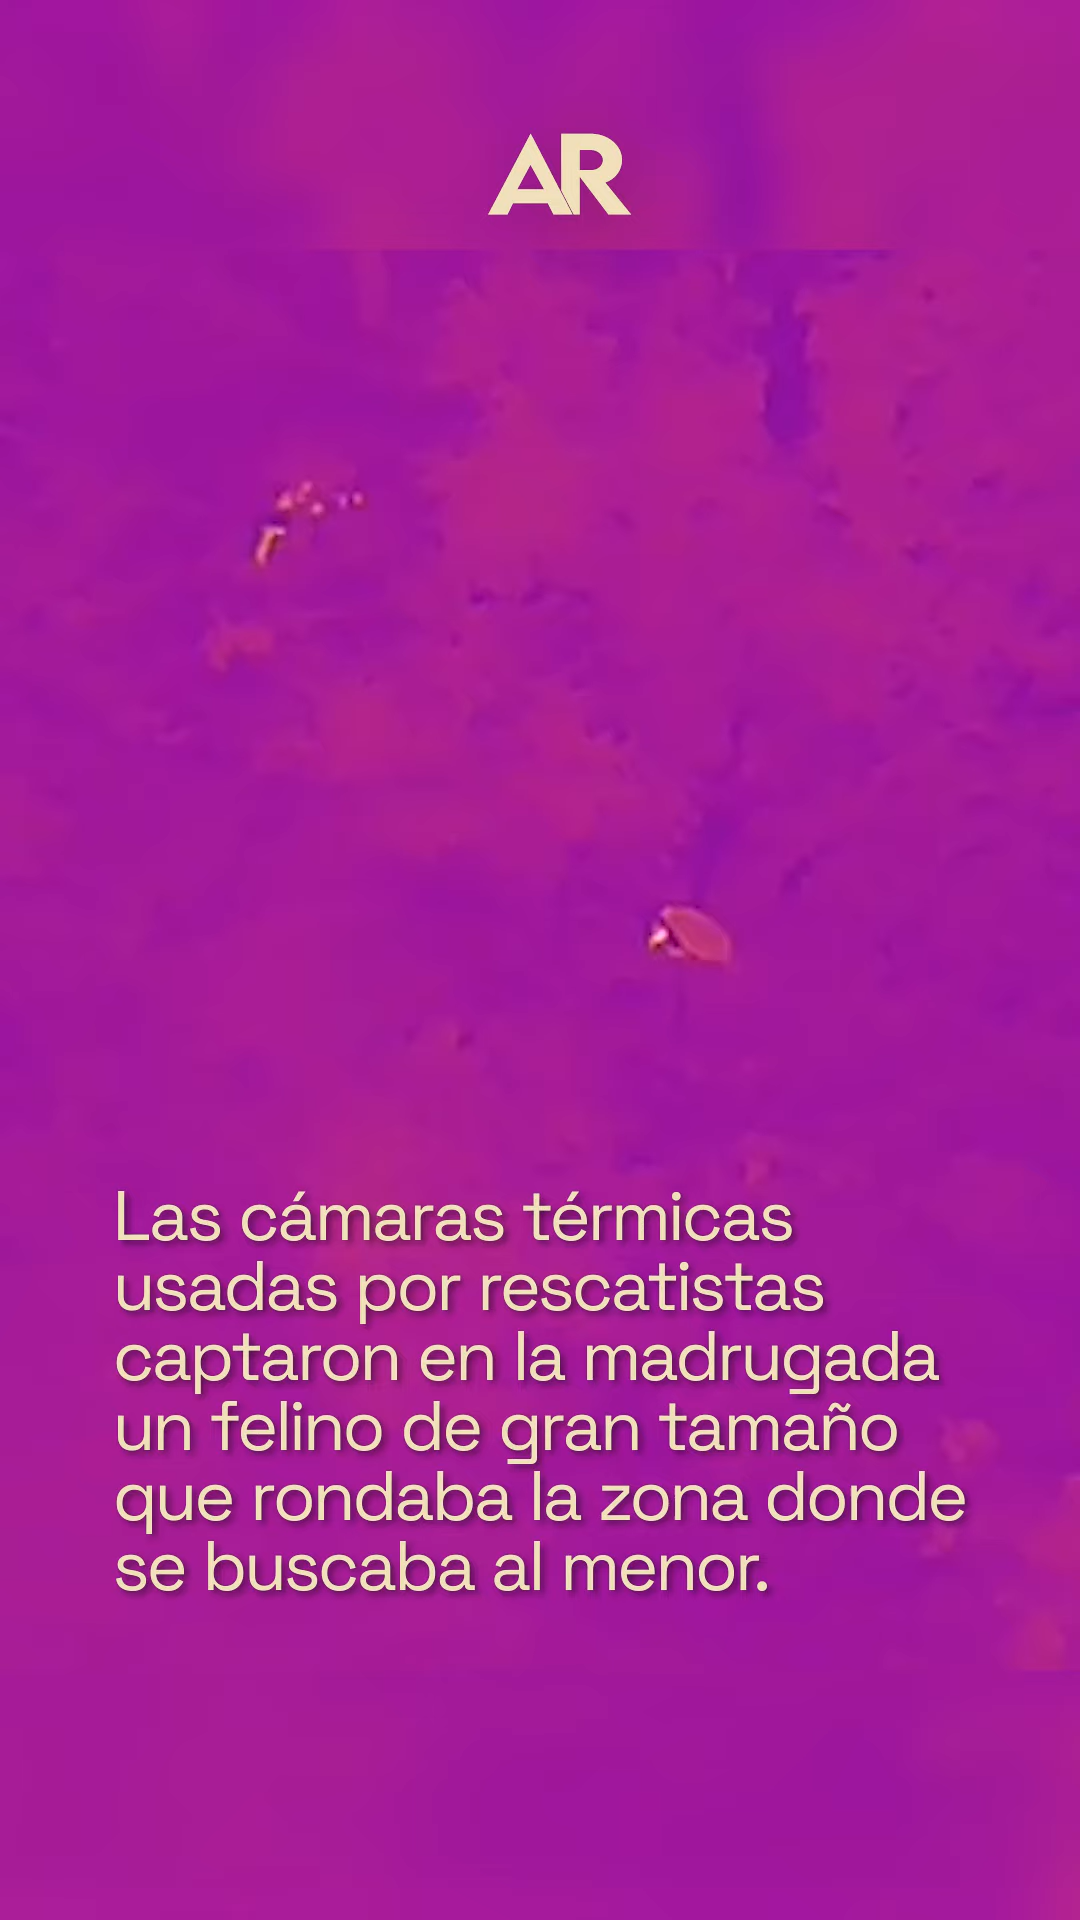 AR
Las cámaras térmicas
usadas por rescatistas
captaron en la madrugada
un felino de gran tamaño
que rondaba la zona donde
se buscaba al menor.